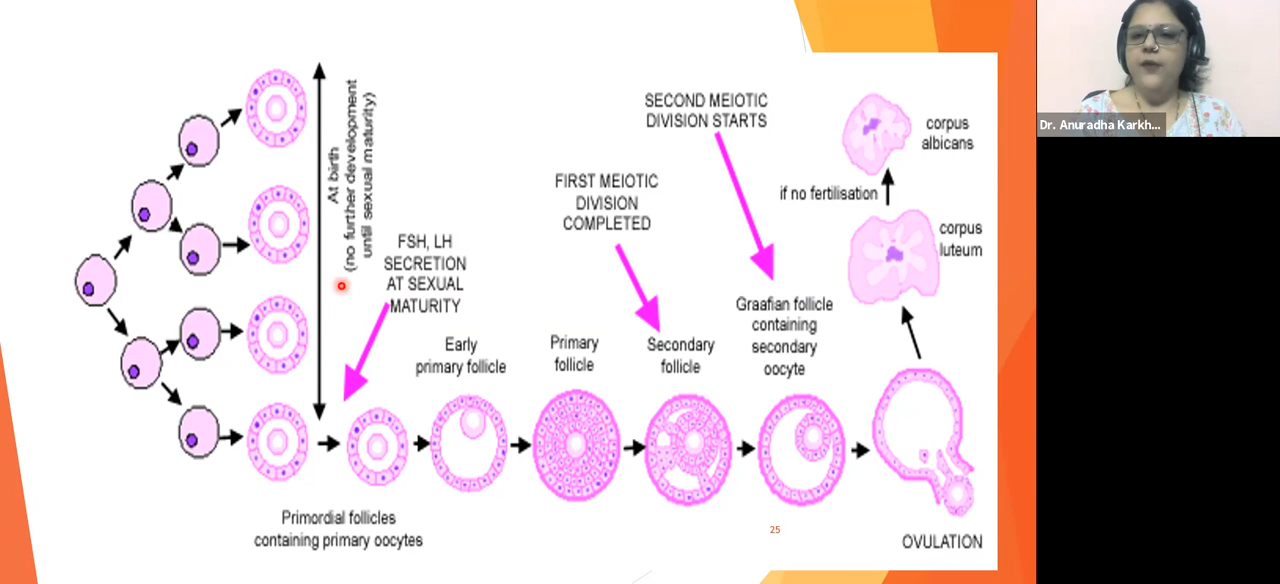 At birth
(no further development
until sexual maturity)
FSH, LH
SECRETION
AT SEXUAL
MATURITY
FIRST MEIOTIC
DIVISION
COMPLETED
SECOND MEIOTIC
DIVISION STARTS
if no fertilisation
corpus
albicans
corpus
luteum
Early
primary follicle
Primary
follicle
Secondary
follicle
Graafian follicle
containing
secondary
oocyte
Primordial follicles
containing primary oocytes
25
OVULATION
Dr. Anuradha Karkh...